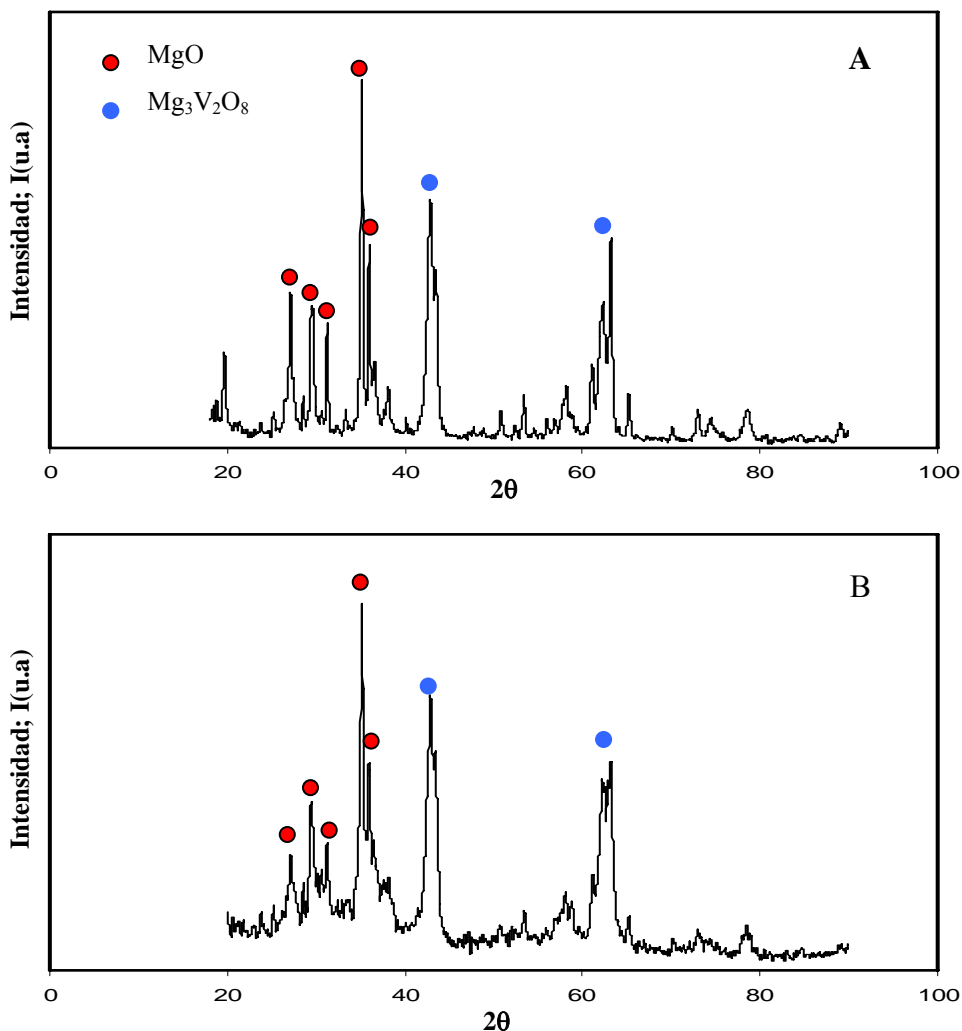 MgO
A
Mg₃V₂O₈
Intensidad; I(u.a)
0 20 40 60 80 100
2θ
B
Intensidad; I(u.a)
0 20 40 60 80 100
2θ